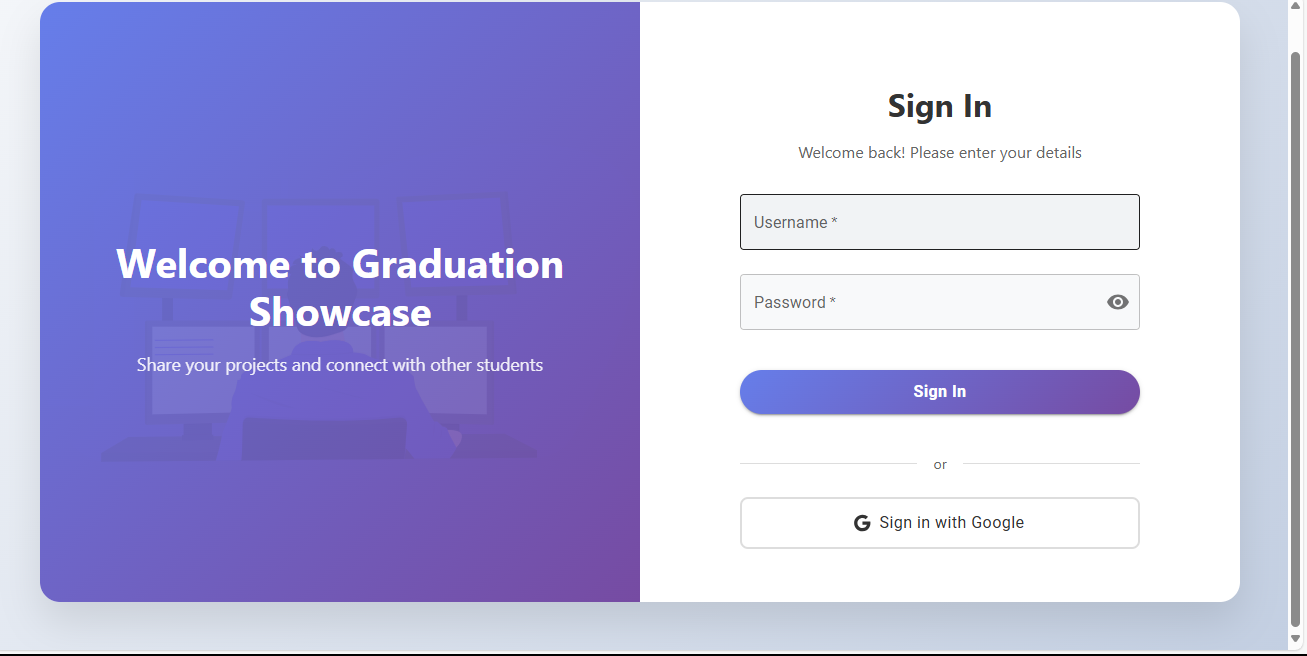 Welcome to Graduation
Showcase
Share your projects and connect with other students
Sign In
Welcome back! Please enter your details
Username *
Password *
Sign In
or
Sign in with Google